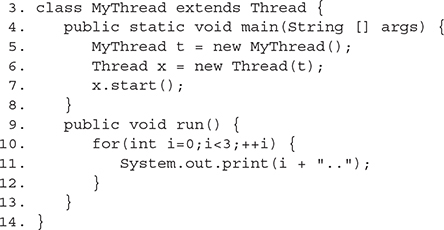 3. class MyThread extends Thread {
4.    public static void main(String [] args) {
5.       MyThread t = new MyThread();
6.       Thread x = new Thread(t);
7.       x.start();
8.    }
9.    public void run() {
10.       for(int i=0;i<3;++i) {
11.          System.out.print(i + "..");
12.       }
13.    }
14. }